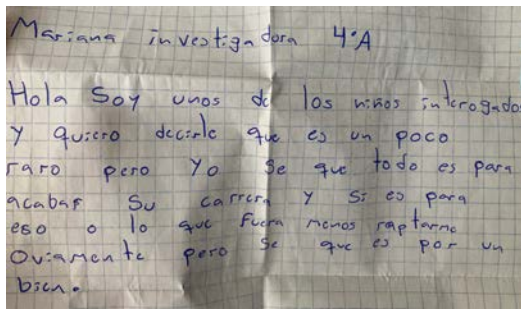 Mariana investigadora 4°A
Hola Soy unos de los niños interogados
y quiero decirle que es un poco
raro pero Yo se que todo es para
acabar Su carrera Y si es para
eso o lo que fuera menos raptarme
Oviamente pero se que es por un
bien.